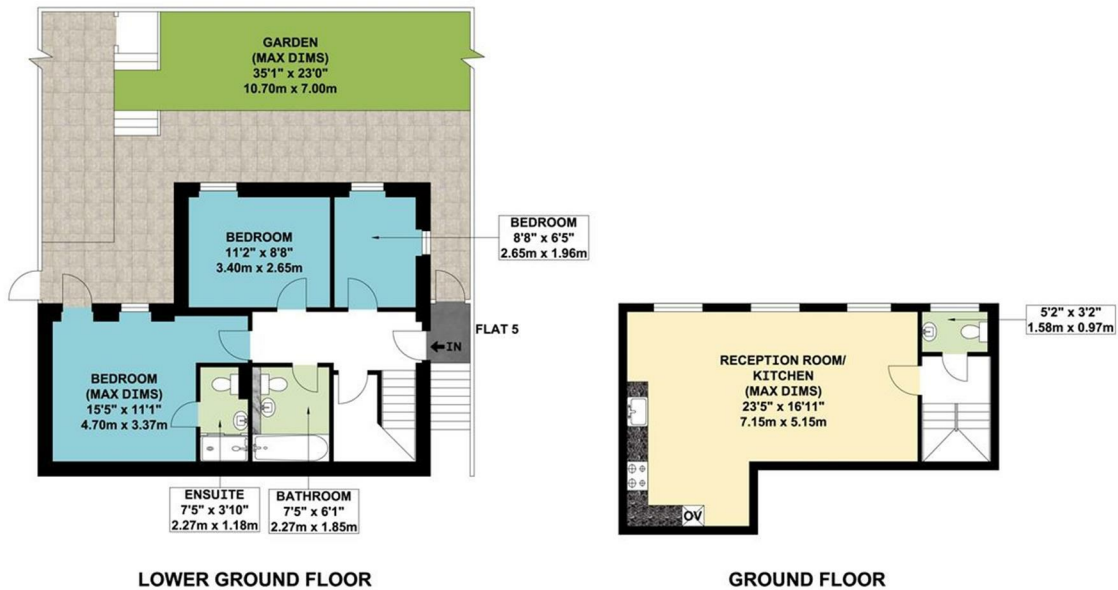 GARDEN
(MAX DIMS)
35'1" x 23'0"
10.70m x 7.00m
BEDROOM
11'2" x 8'8"
3.40m x 2.65m
BEDROOM
8'8" x 6'5"
2.65m x 1.96m
FLAT 5
IN
BEDROOM
(MAX DIMS)
15'5" x 11'1"
4.70m x 3.37m
ENSUITE
7'5" x 3'10"
2.27m x 1.18m
BATHROOM
7'5" x 6'1"
2.27m x 1.85m
LOWER GROUND FLOOR
5'2" x 3'2"
1.58m x 0.97m
RECEPTION ROOM/
KITCHEN
(MAX DIMS)
23'5" x 16'11"
7.15m x 5.15m
OV
GROUND FLOOR